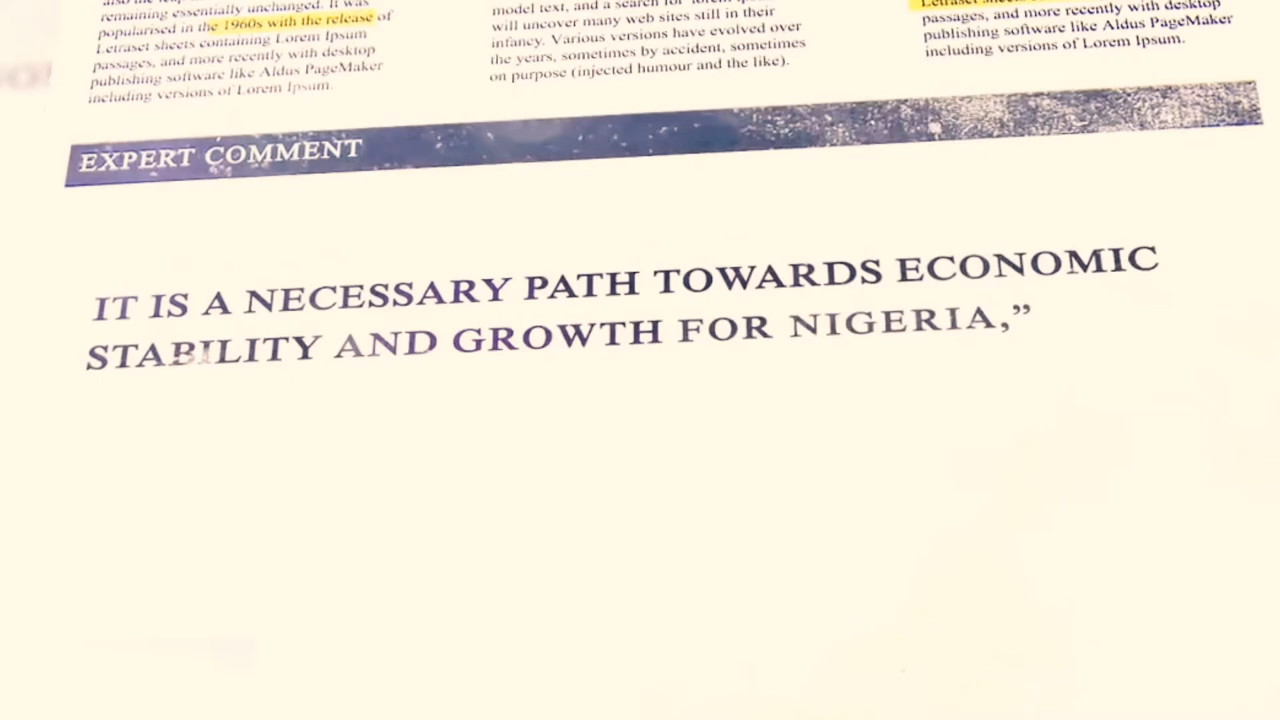 remaining essentially unchanged. It was
popularised in the 1960s with the release of
Letraset sheets containing Lorem Ipsum
passages, and more recently with desktop
publishing software like Aldus PageMaker
including versions of Lorem Ipsum.
model text, and a search for 'lorem
will uncover many web sites still in their
infancy. Various versions have evolved over
the years, sometimes by accident, sometimes
on purpose (injected humour and the like).
passages, and more recently with desktop
publishing software like Aldus PageMaker
including versions of Lorem Ipsum.
EXPERT COMMENT
IT IS A NECESSARY PATH TOWARDS ECONOMIC
STABILITY AND GROWTH FOR NIGERIA,”